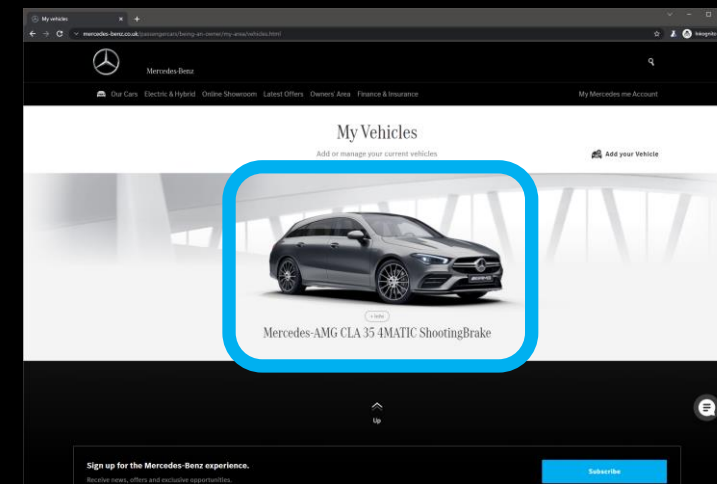 My vehicles
mercedes-benz.co.uk/passengercars/being-an-owner/my-area/vehicles.html
Incognito
Mercedes-Benz
Our Cars Electric & Hybrid Online Showroom Latest Offers Owners' Area Finance & Insurance My Mercedes me Account
My Vehicles
Add or manage your current vehicles
Add your Vehicle
Mercedes-AMG CLA 35 4MATIC ShootingBrake
Up
Sign up for the Mercedes-Benz experience.
Subscribe
Receive news, offers and exclusive opportunities.